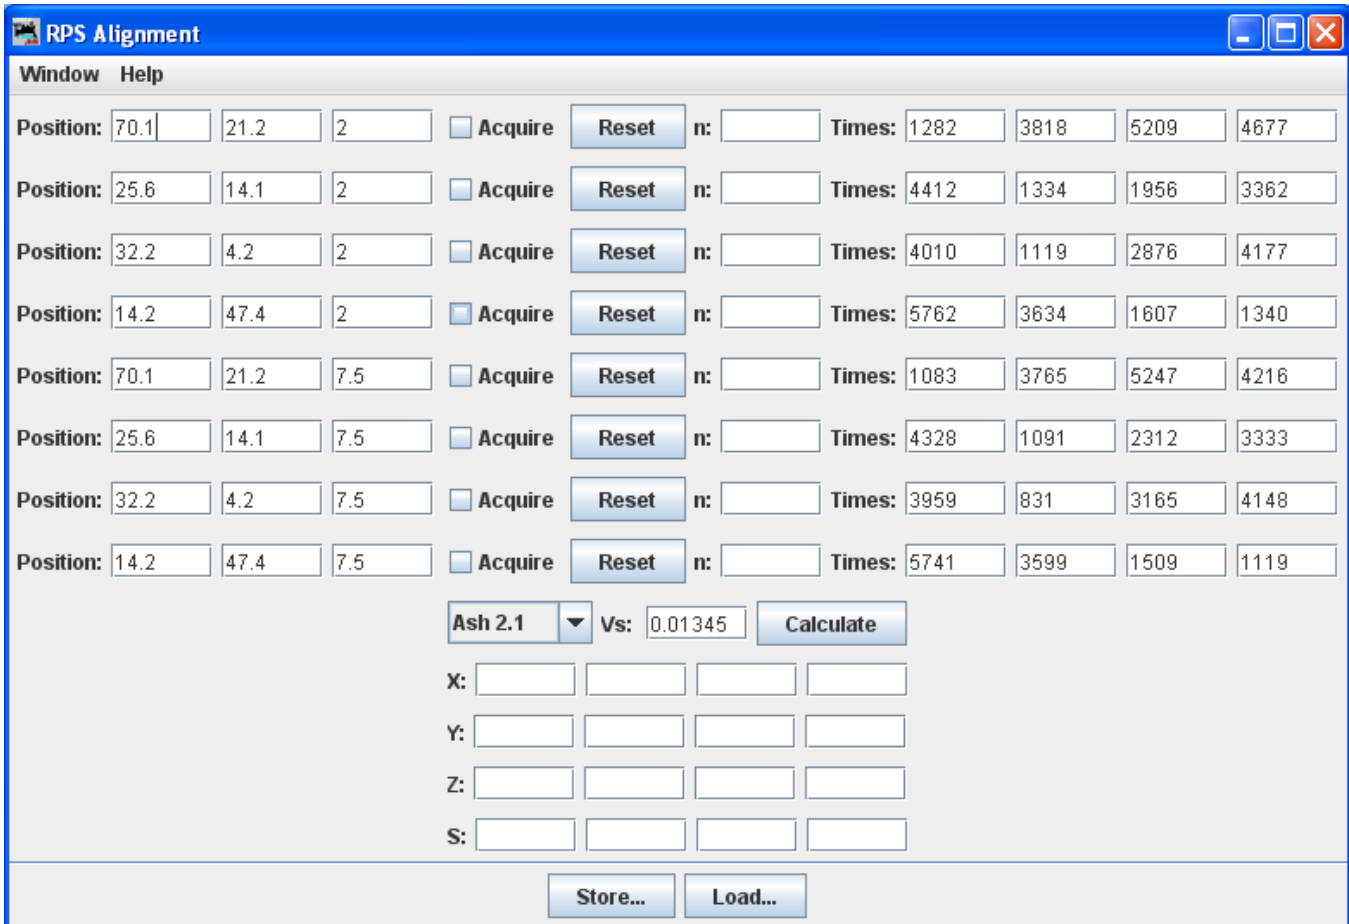 RPS Alignment
Window Help
Position: 70.1 21.2 2 Acquire Reset n: Times: 1282 3818 5209 4677
Position: 25.6 14.1 2 Acquire Reset n: Times: 4412 1334 1956 3362
Position: 32.2 4.2 2 Acquire Reset n: Times: 4010 1119 2876 4177
Position: 14.2 47.4 2 Acquire Reset n: Times: 5762 3634 1607 1340
Position: 70.1 21.2 7.5 Acquire Reset n: Times: 1083 3765 5247 4216
Position: 25.6 14.1 7.5 Acquire Reset n: Times: 4328 1091 2312 3333
Position: 32.2 4.2 7.5 Acquire Reset n: Times: 3959 831 3165 4148
Position: 14.2 47.4 7.5 Acquire Reset n: Times: 5741 3599 1509 1119
Ash 2.1 Vs: 0.01345 Calculate
X:
Y:
Z:
S:
Store... Load...